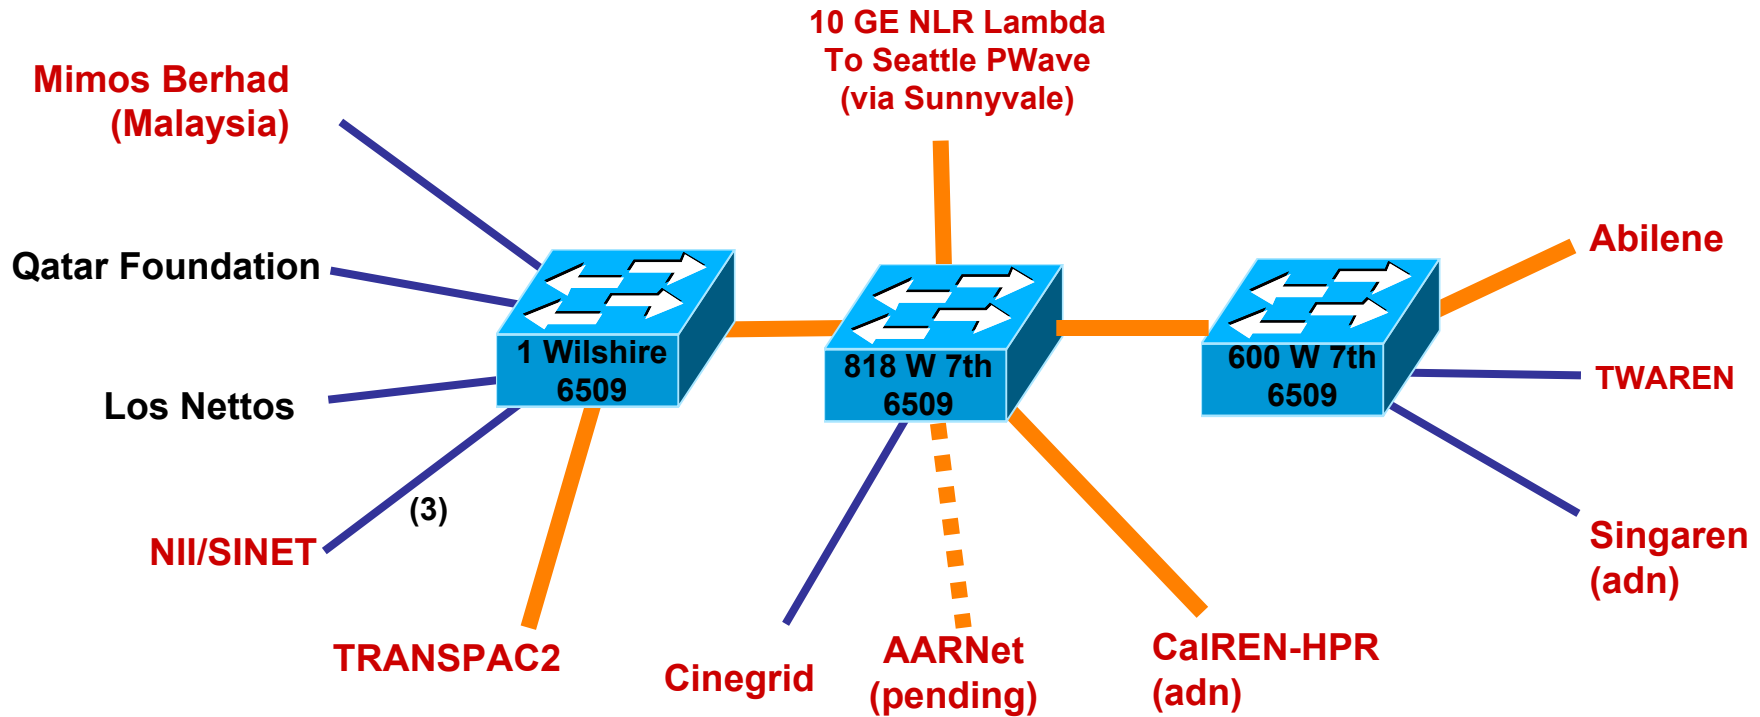 10 GE NLR Lambda
To Seattle PWave
(via Sunnyvale)
Mimos Berhad
(Malaysia)
Qatar Foundation
Los Nettos
NII/SINET
(3)
TRANSPAC2
1 Wilshire
6509
818 W 7th
6509
600 W 7th
6509
Cinegrid
AARNet
(pending)
CalREN-HPR
(adn)
Abilene
TWAREN
Singaren
(adn)